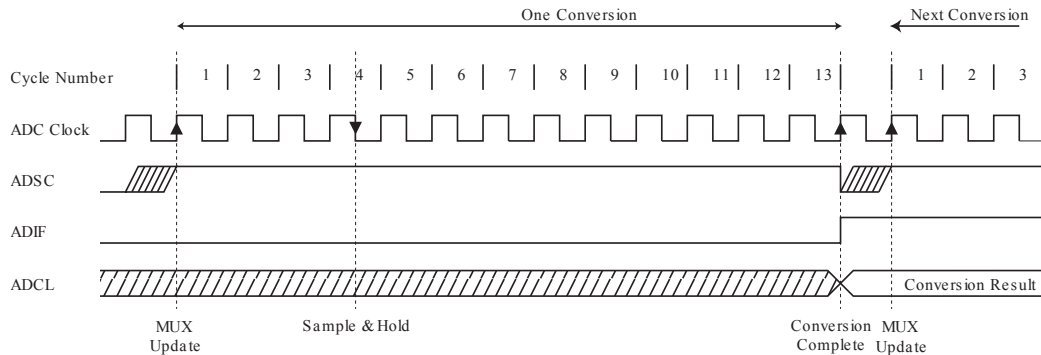 One Conversion
Next Conversion
Cycle Number 1 2 3 4 5 6 7 8 9 10 11 12 13 1 2 3
ADC Clock
ADSC
ADIF
ADCL Conversion Result
MUX Update
Sample & Hold
Conversion Complete
MUX Update